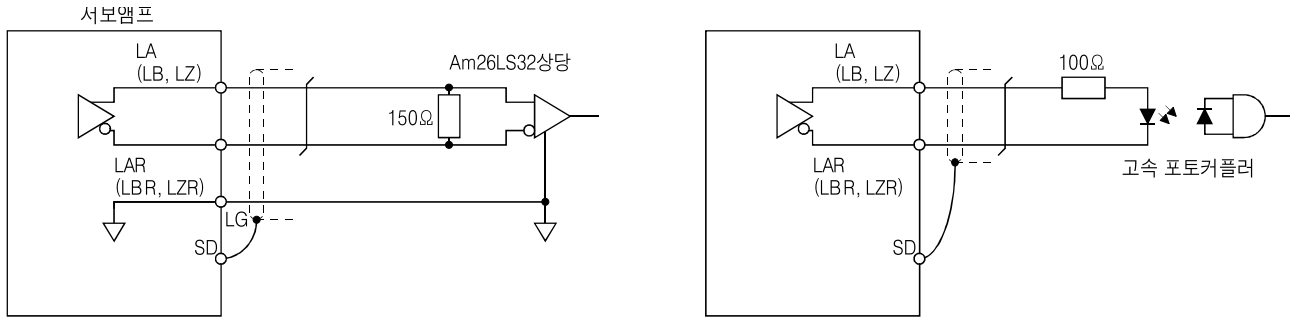 서보앰프
LA
(LB, LZ)
Am26LS32상당
150Ω
LAR
(LBR, LZR)
LG
SD
LA
(LB, LZ)
100Ω
LAR
(LBR, LZR)
고속 포토커플러
SD